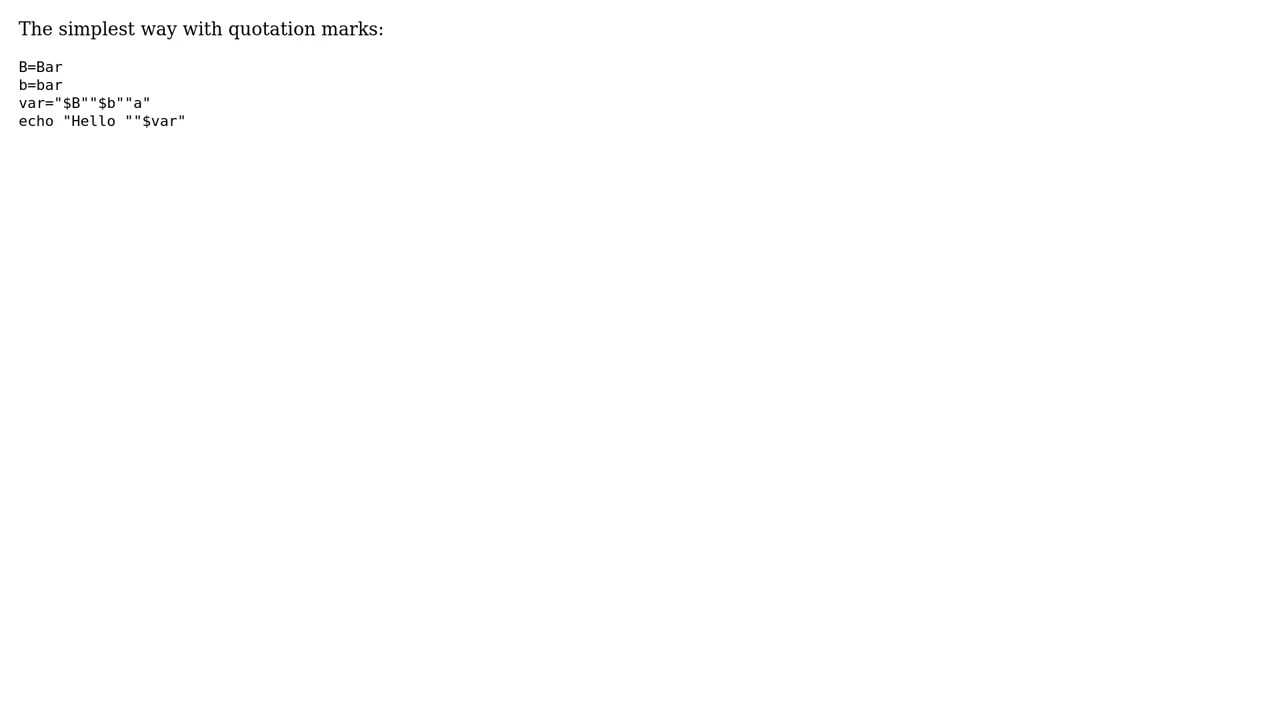 The simplest way with quotation marks:
B=Bar
b=bar
var="$B""$b""a"
echo "Hello ""$var"